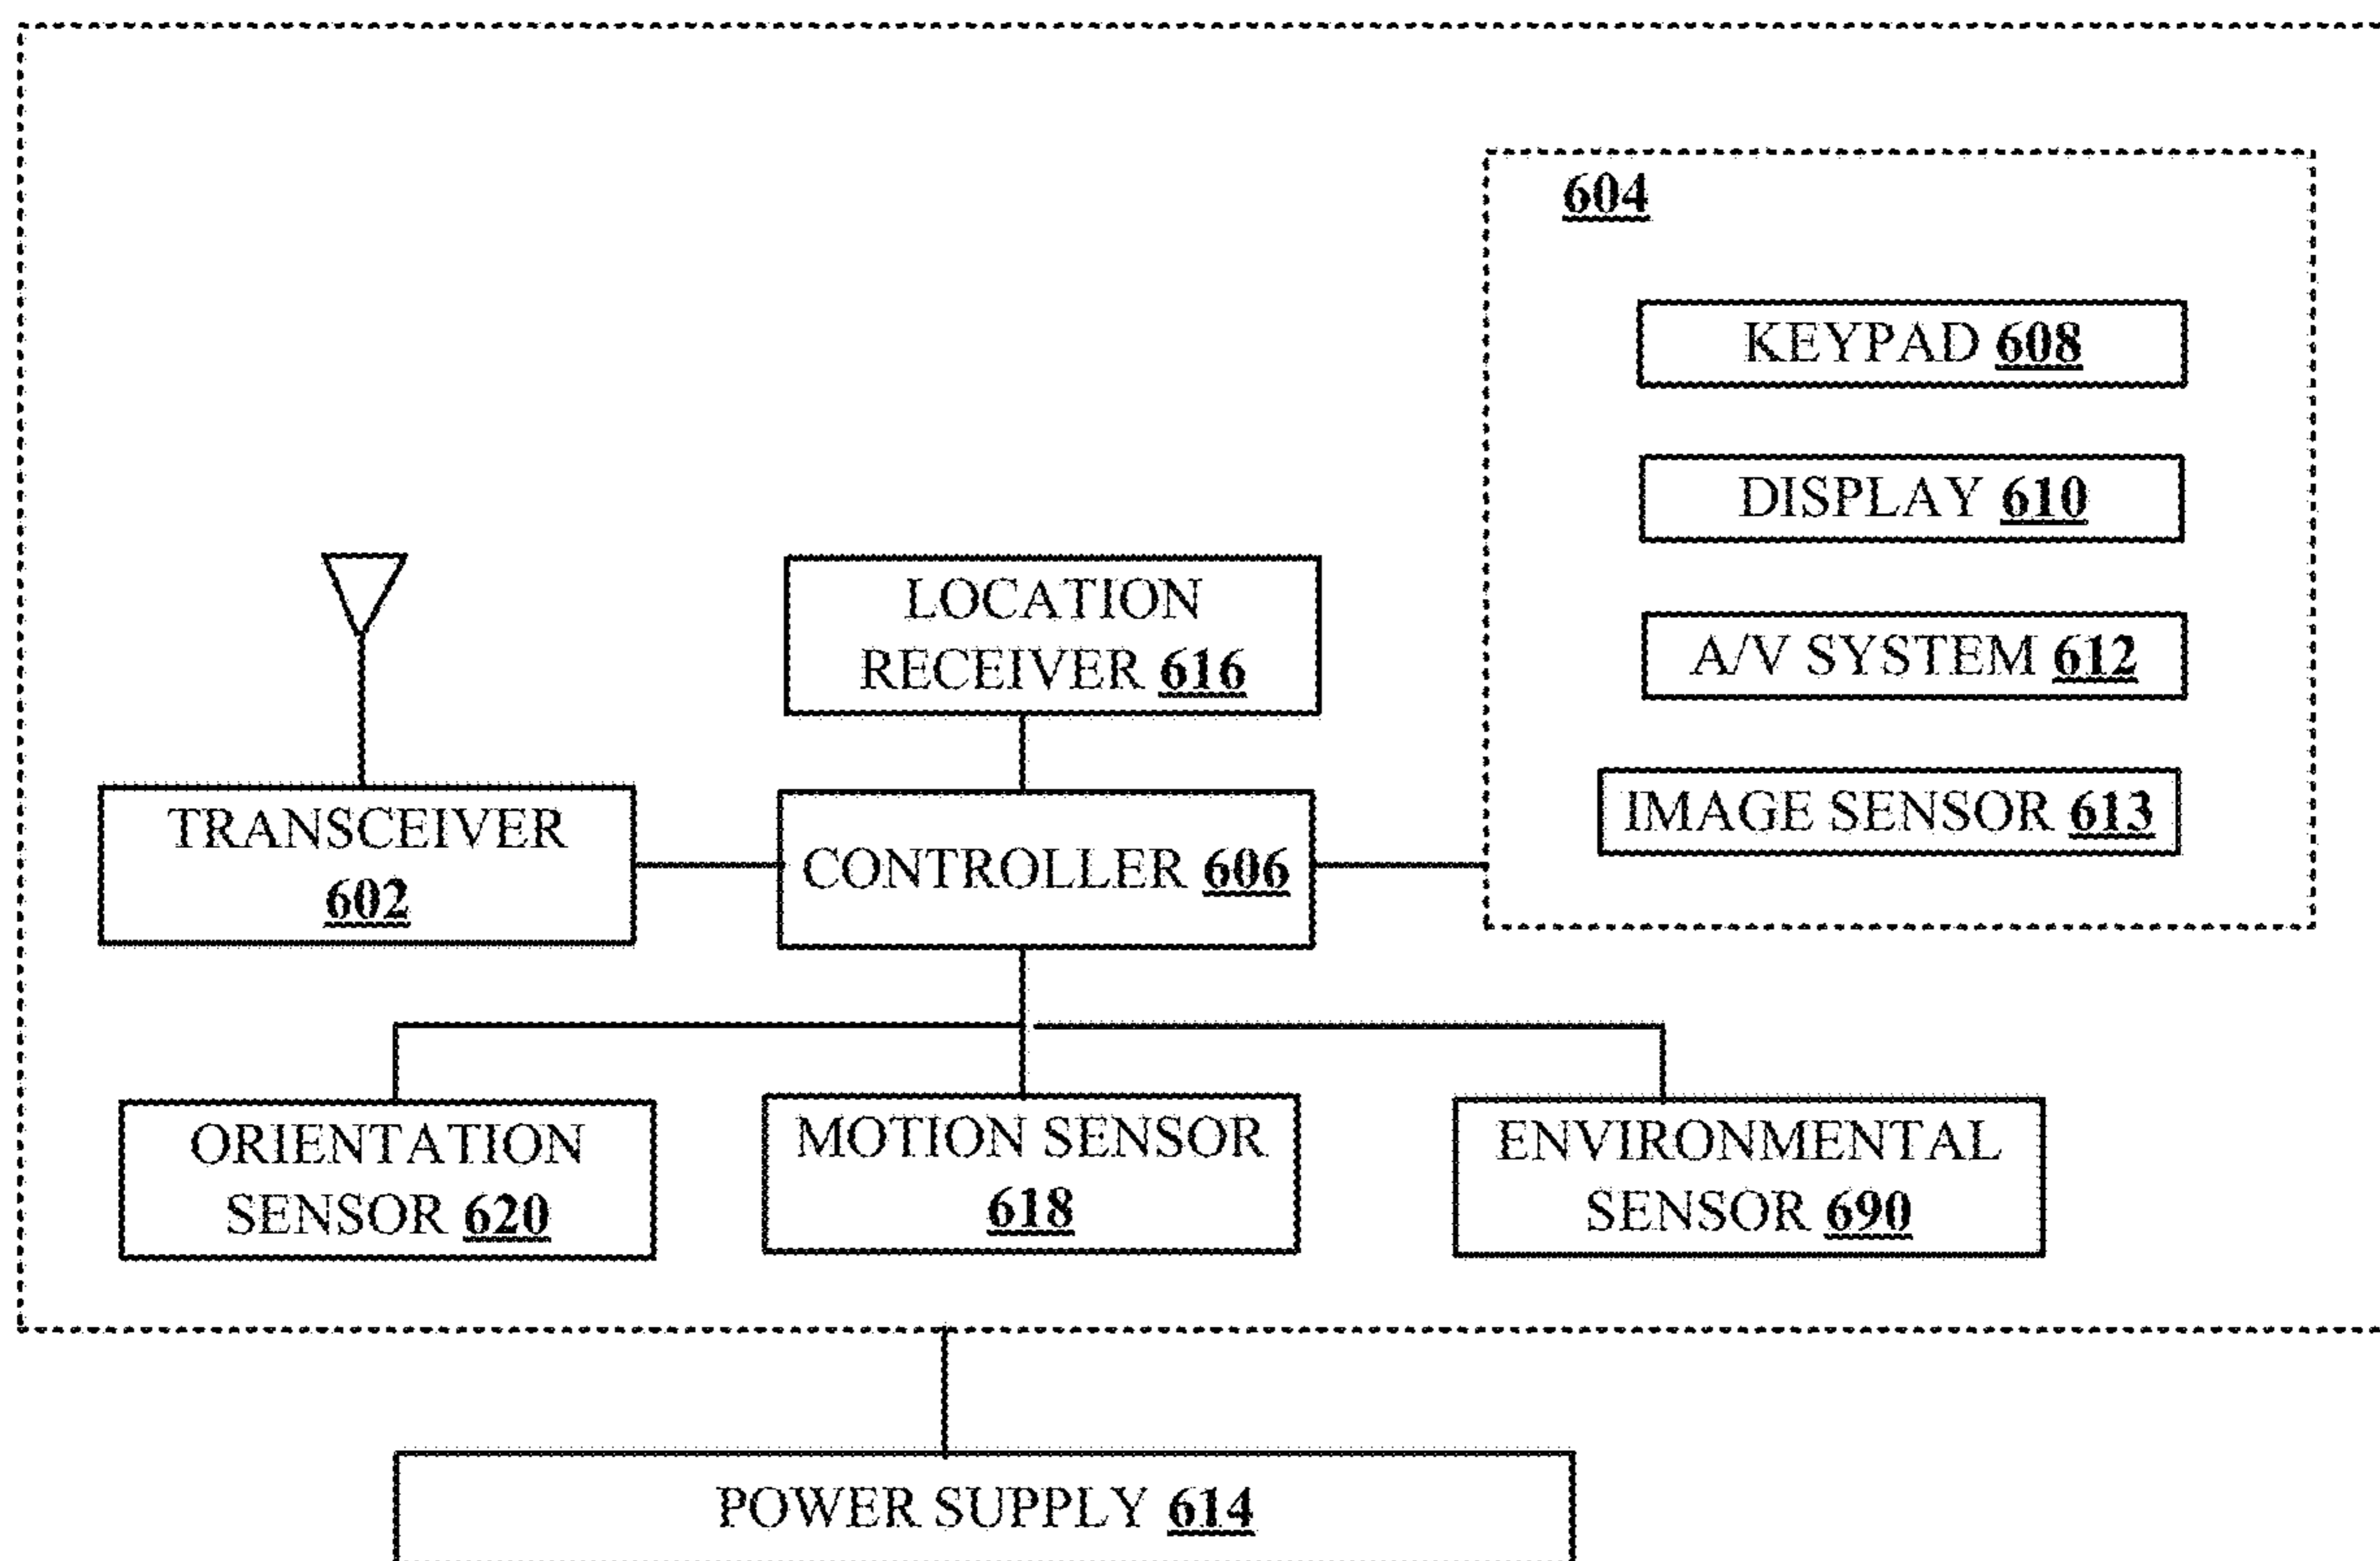 604
KEYPAD 608
DISPLAY 610
A/V SYSTEM 612
IMAGE SENSOR 613
LOCATION
RECEIVER 616
TRANSCEIVER
602
CONTROLLER 606
ORIENTATION
SENSOR 620
MOTION SENSOR
618
ENVIRONMENTAL
SENSOR 690
POWER SUPPLY 614